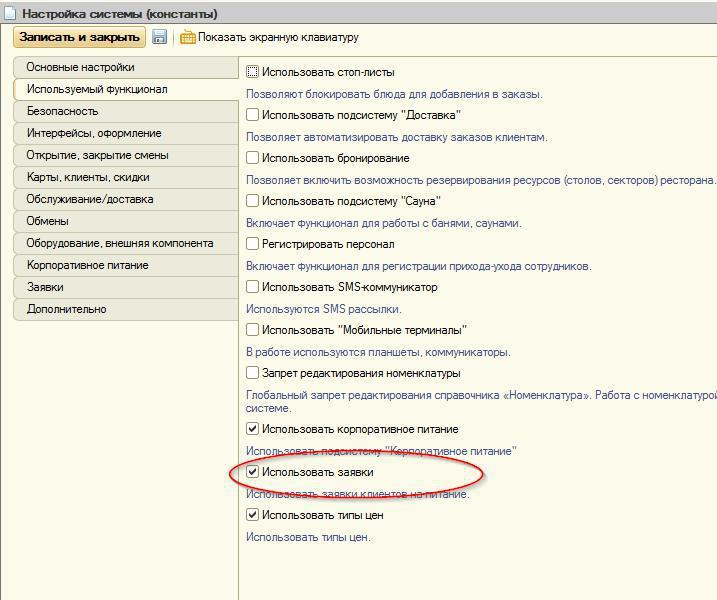 Настройка системы (константы)
Записать и закрыть Показать экранную клавиатуру
Основные настройки
Используемый функционал
Безопасность
Интерфейсы, оформление
Открытие, закрытие смены
Карты, клиенты, скидки
Обслуживание/доставка
Обмены
Оборудование, внешняя компонента
Корпоративное питание
Заявки
Дополнительно
Использовать стоп-листы
Позволяют блокировать блюда для добавления в заказы.
Использовать подсистему "Доставка"
Позволяет автоматизировать доставку заказов клиентам.
Использовать бронирование
Позволяет включить возможность резервирования ресурсов (столов, секторов) ресторана.
Использовать подсистему "Сауна"
Включает функционал для работы с банями, саунами.
Регистрировать персонал
Включает функционал для регистрации прихода-ухода сотрудников.
Использовать SMS-коммуникатор
Используются SMS рассылки.
Использовать "Мобильные терминалы"
В работе используются планшеты, коммуникаторы.
Запрет редактирования номенклатуры
Глобальный запрет редактирования справочника «Номенклатура». Работа с номенклатурой
системе.
Использовать корпоративное питание
Использовать подсистему "Корпоративное питание"
Использовать заявки
Использовать заявки клиентов на питание.
Использовать типы цен
Использовать типы цен.